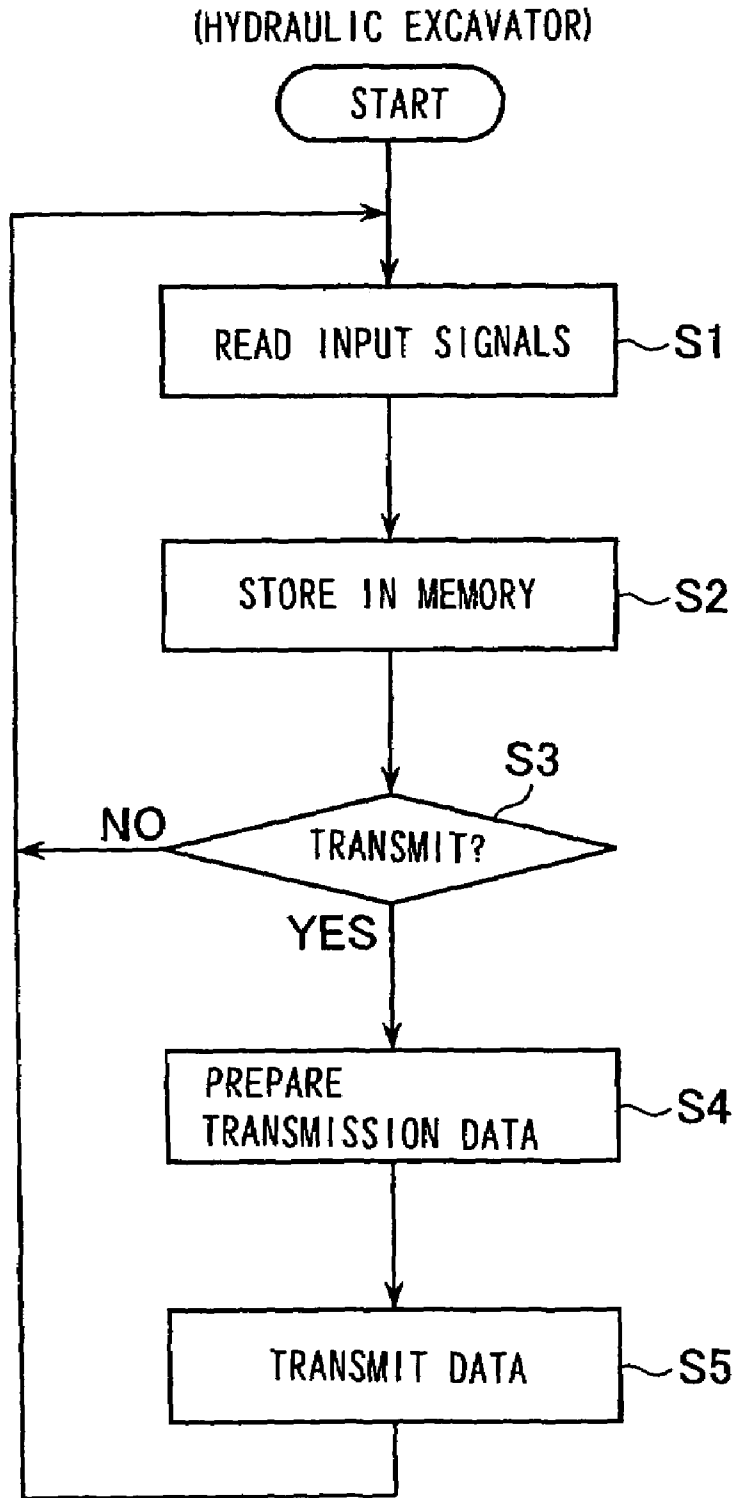 (HYDRAULIC EXCAVATOR)
START
READ INPUT SIGNALS
S1
STORE IN MEMORY
S2
S3
TRANSMIT?
NO
YES
PREPARE
TRANSMISSION DATA
S4
TRANSMIT DATA
S5